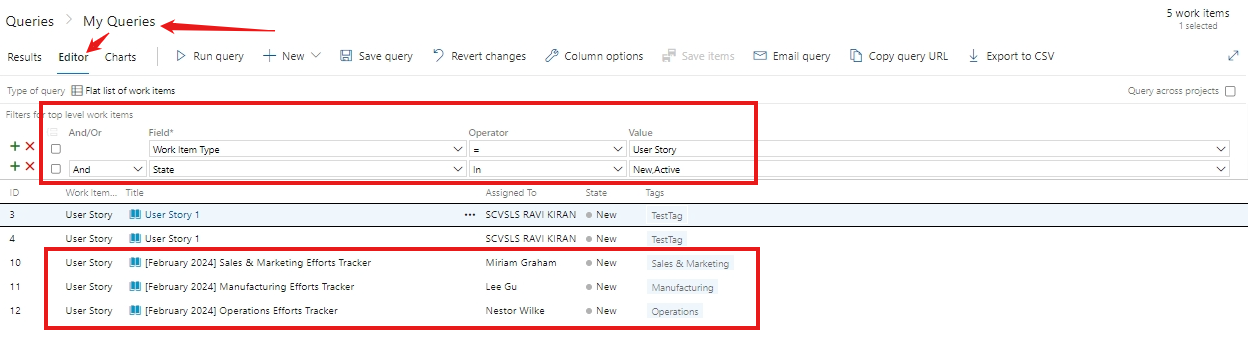 Queries > My Queries
5 work items
1 selected
Results Editor Charts Run query New Save query Revert changes Column options Save items Email query Copy query URL Export to CSV
Type of query Flat list of work items Query across projects
Filters for top level work items
And/Or Field* Operator Value
Work Item Type = User Story
And State In New,Active
ID Work Item... Title Assigned To State Tags
3 User Story User Story 1 ... SCVSLS RAVI KIRAN New TestTag
4 User Story User Story 1 SCVSLS RAVI KIRAN New TestTag
10 User Story [February 2024] Sales & Marketing Efforts Tracker Miriam Graham New Sales & Marketing
11 User Story [February 2024] Manufacturing Efforts Tracker Lee Gu New Manufacturing
12 User Story [February 2024] Operations Efforts Tracker Nestor Wilke New Operations